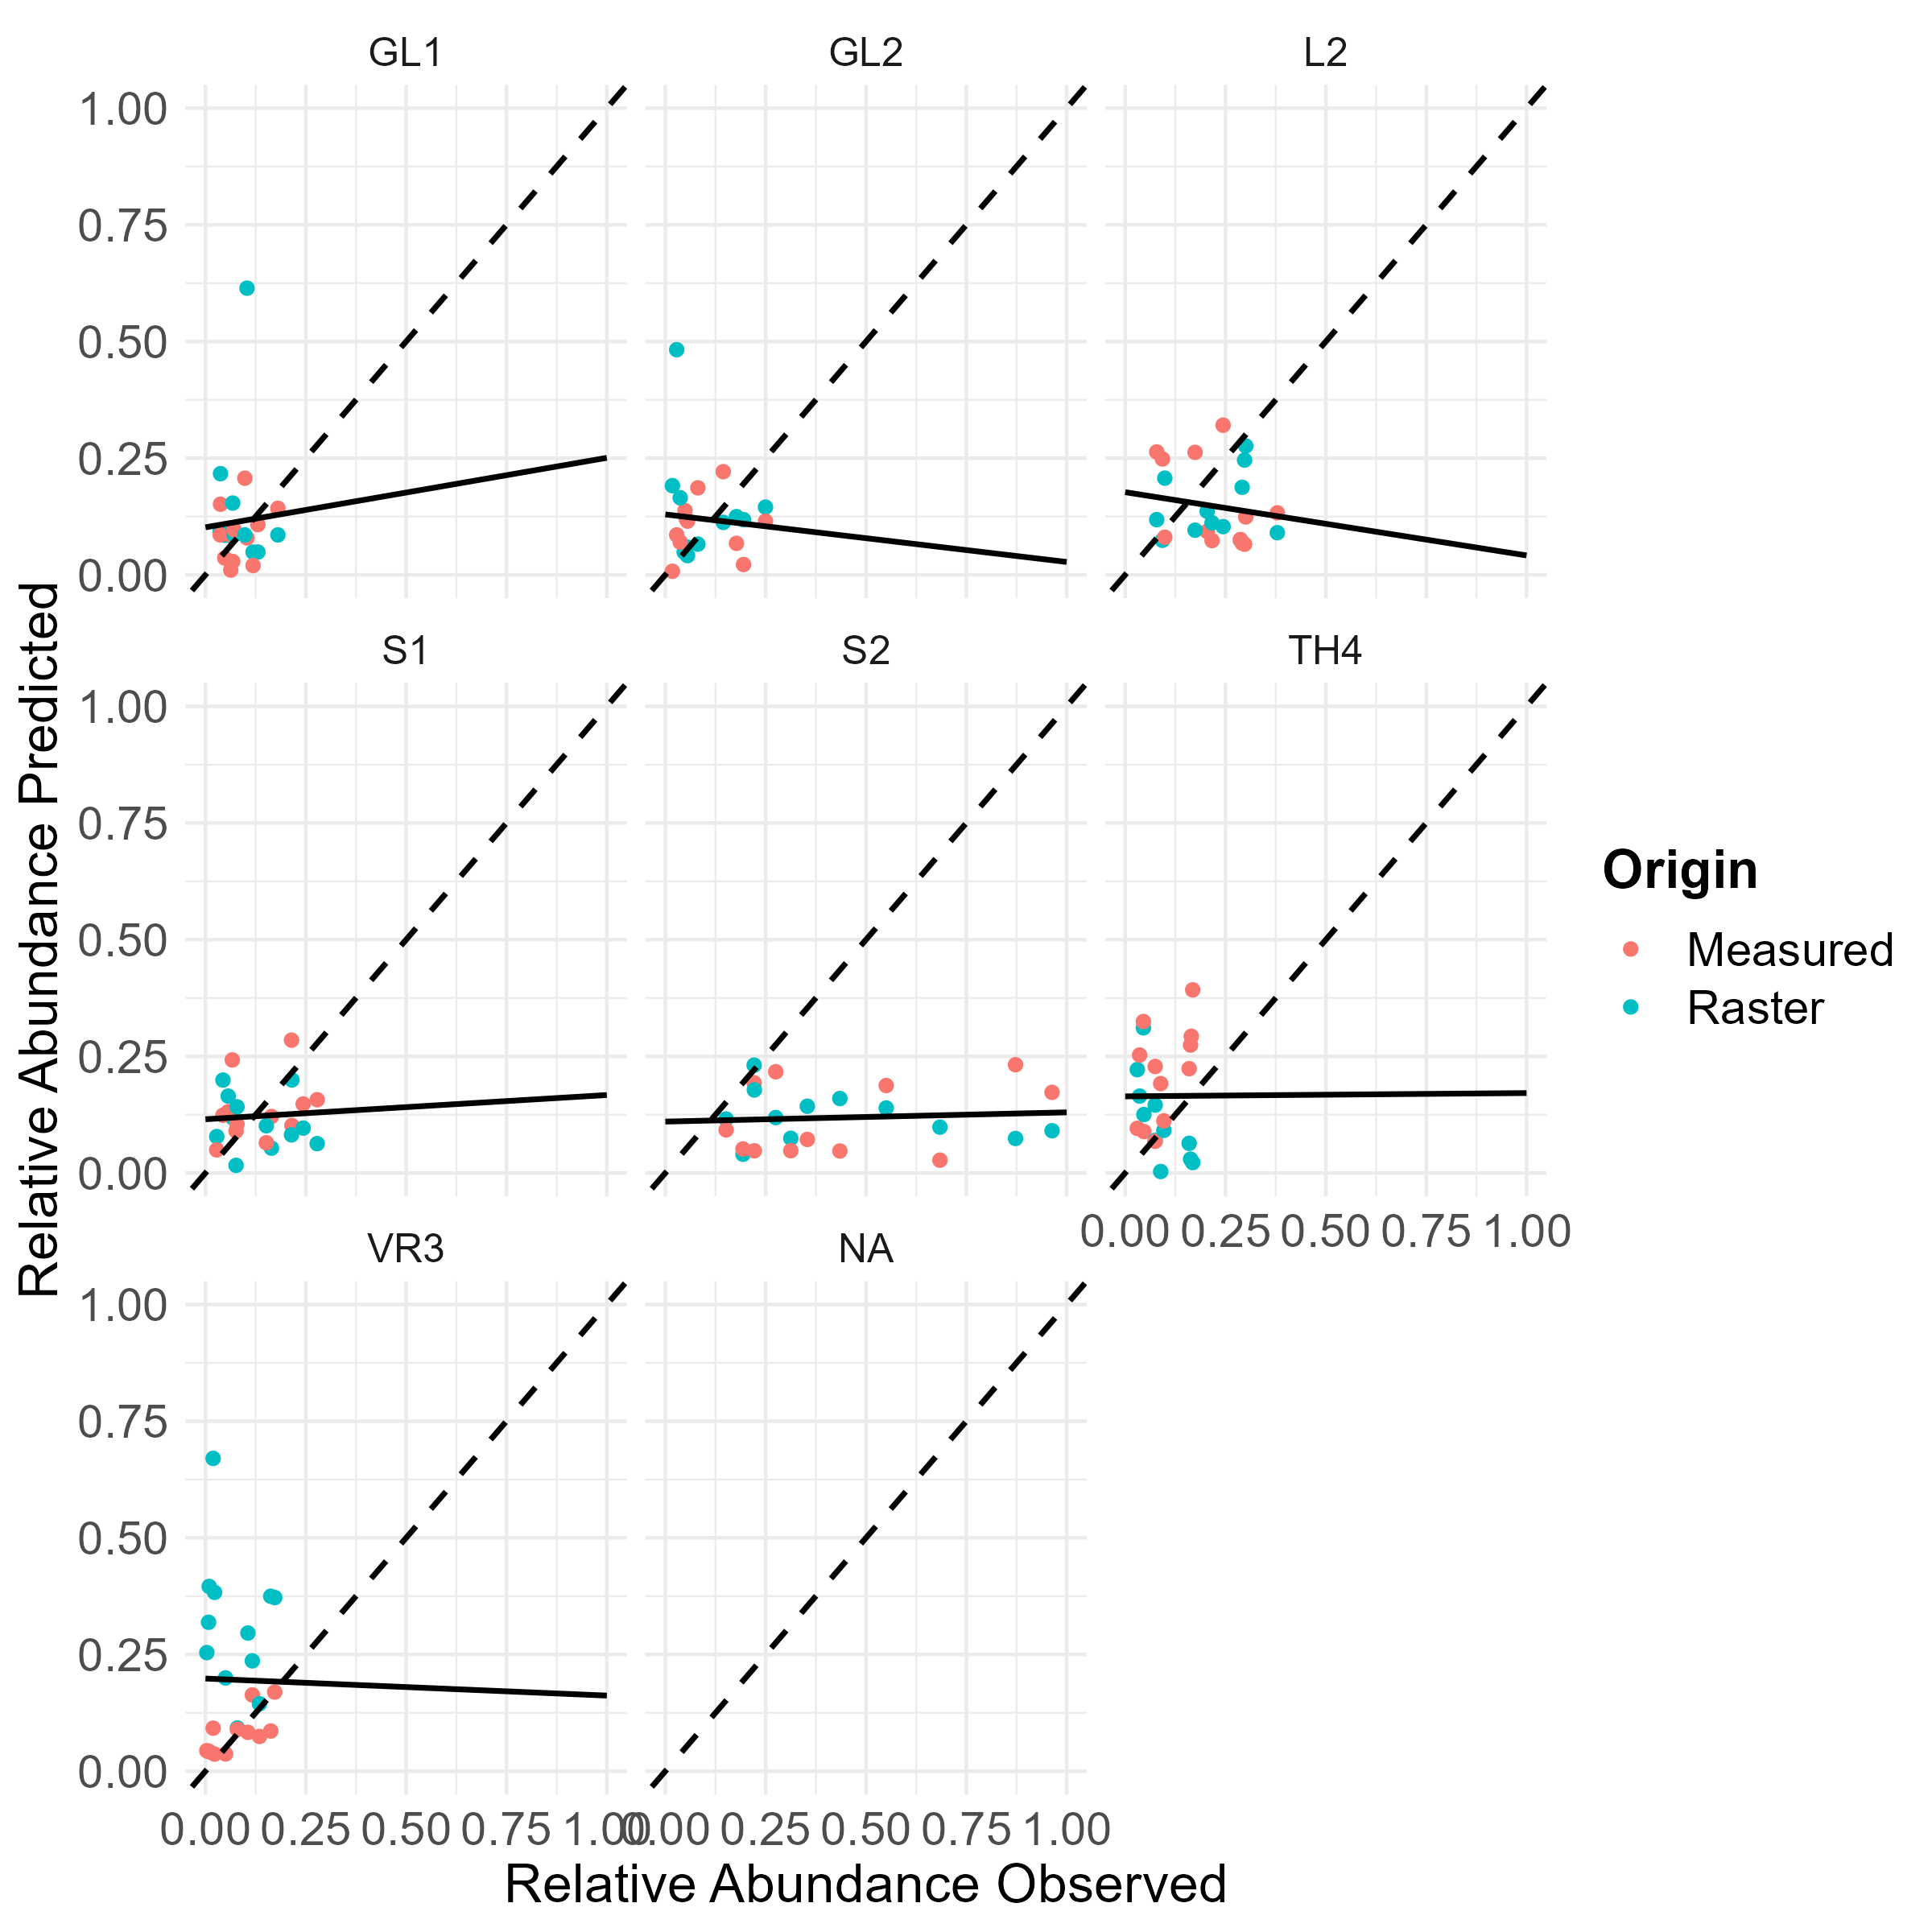 GL1 GL2 L2
1.00
0.75
0.50
0.25
0.00
S1 S2 TH4
1.00
0.75
0.50
0.25
0.00
0.00 0.25 0.50 0.75 1.00
VR3 NA
1.00
0.75
0.50
0.25
0.00
0.00 0.25 0.50 0.75 1.00 0.00 0.25 0.50 0.75 1.00
Relative Abundance Observed
Relative Abundance Predicted
Origin
Measured
Raster